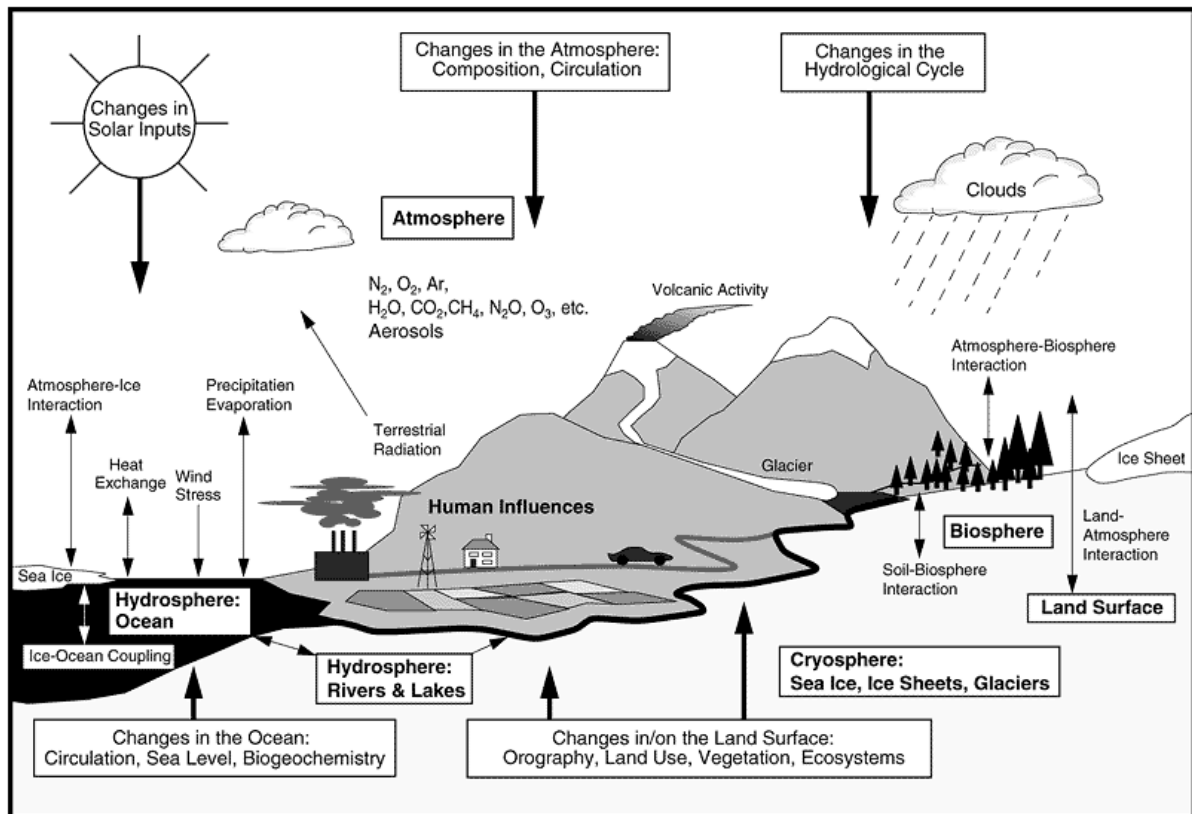 Changes in the Atmosphere:
Composition, Circulation
Changes in the
Hydrological Cycle
Changes in
Solar Inputs
Clouds
Atmosphere
N₂, O₂, Ar,
H₂O, CO₂,CH₄, N₂O, O₃, etc.
Aerosols
Volcanic Activity
Atmosphere-Biosphere
Interaction
Atmosphere-Ice
Interaction
Precipitation
Evaporation
Terrestrial
Radiation
Heat
Exchange
Wind
Stress
Glacier
Ice Sheet
Human Influences
Biosphere
Land-
Atmosphere
Interaction
Soil-Biosphere
Interaction
Sea Ice
Hydrosphere:
Ocean
Land Surface
Ice-Ocean Coupling
Hydrosphere:
Rivers & Lakes
Cryosphere:
Sea Ice, Ice Sheets, Glaciers
Changes in the Ocean:
Circulation, Sea Level, Biogeochemistry
Changes in/on the Land Surface:
Orography, Land Use, Vegetation, Ecosystems